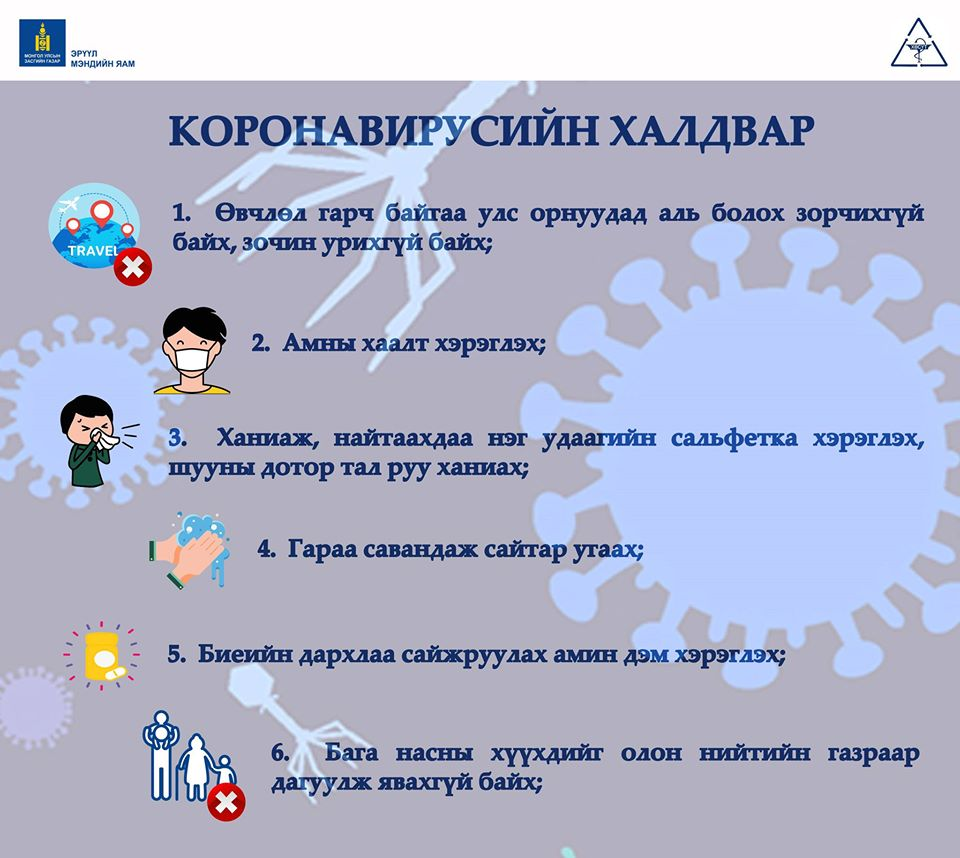 МОНГОЛ УЛСЫН
ЗАСГИЙН ГАЗАР
ЭРҮҮЛ
МЭНДИЙН ЯАМ
КОРОНАВИРУСИЙН ХАЛДВАР
TRAVEL
1. Өвчлөл гарч байгаа улс орнуудад аль болох зорчихгүй
байх, зочин урихгүй байх;
2. Амны хаалт хэрэглэх;
3. Ханиаж, найтаахдаа нэг удаагийн сальфетка хэрэглэх,
шууны дотор тал руу ханиах;
4. Гараа савандаж сайтар угаах;
5. Биеийн дархлаа сайжруулах амин дэм хэрэглэх;
6. Бага насны хүүхдийг олон нийтийн газраар
дагуулж явахгүй байх;